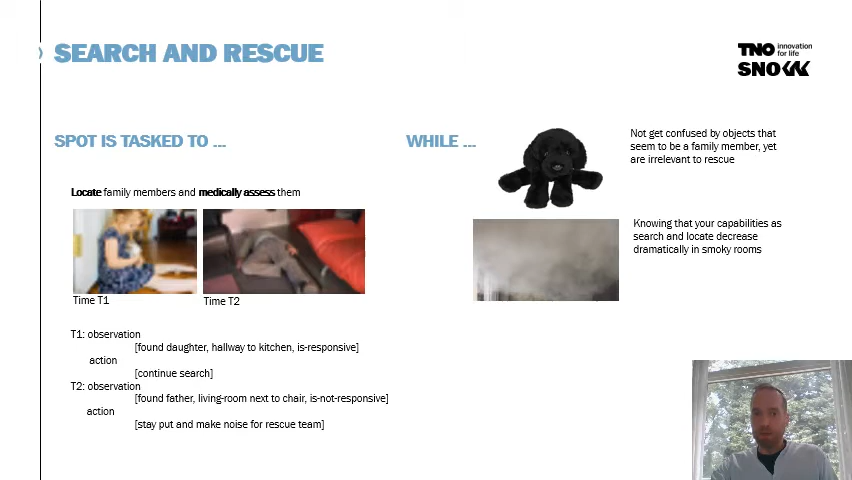 SEARCH AND RESCUE
TNO innovation
for life
SNOW
SPOT IS TASKED TO ...
WHILE ...
Not get confused by objects that
seem to be a family member, yet
are irrelevant to rescue
Locate family members and medically assess them
Knowing that your capabilities as
search and locate decrease
dramatically in smoky rooms
Time T1
Time T2
T1: observation
[found daughter, hallway to kitchen, is-responsive]
action
[continue search]
T2: observation
[found father, living-room next to chair, is-not-responsive]
action
[stay put and make noise for rescue team]